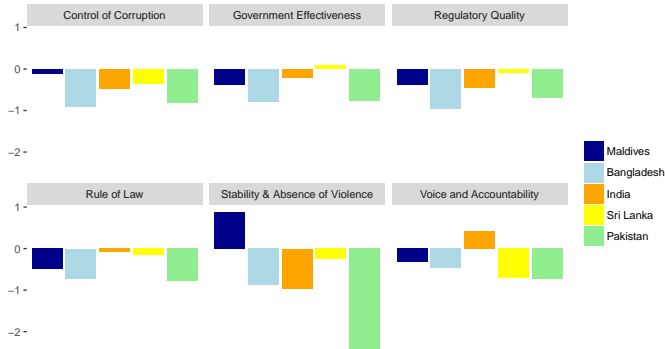 Control of Corruption
Government Effectiveness
Regulatory Quality
1
0
−1
−2
Rule of Law
Stability & Absence of Violence
Voice and Accountability
1
0
−1
−2
Maldives
Bangladesh
India
Sri Lanka
Pakistan